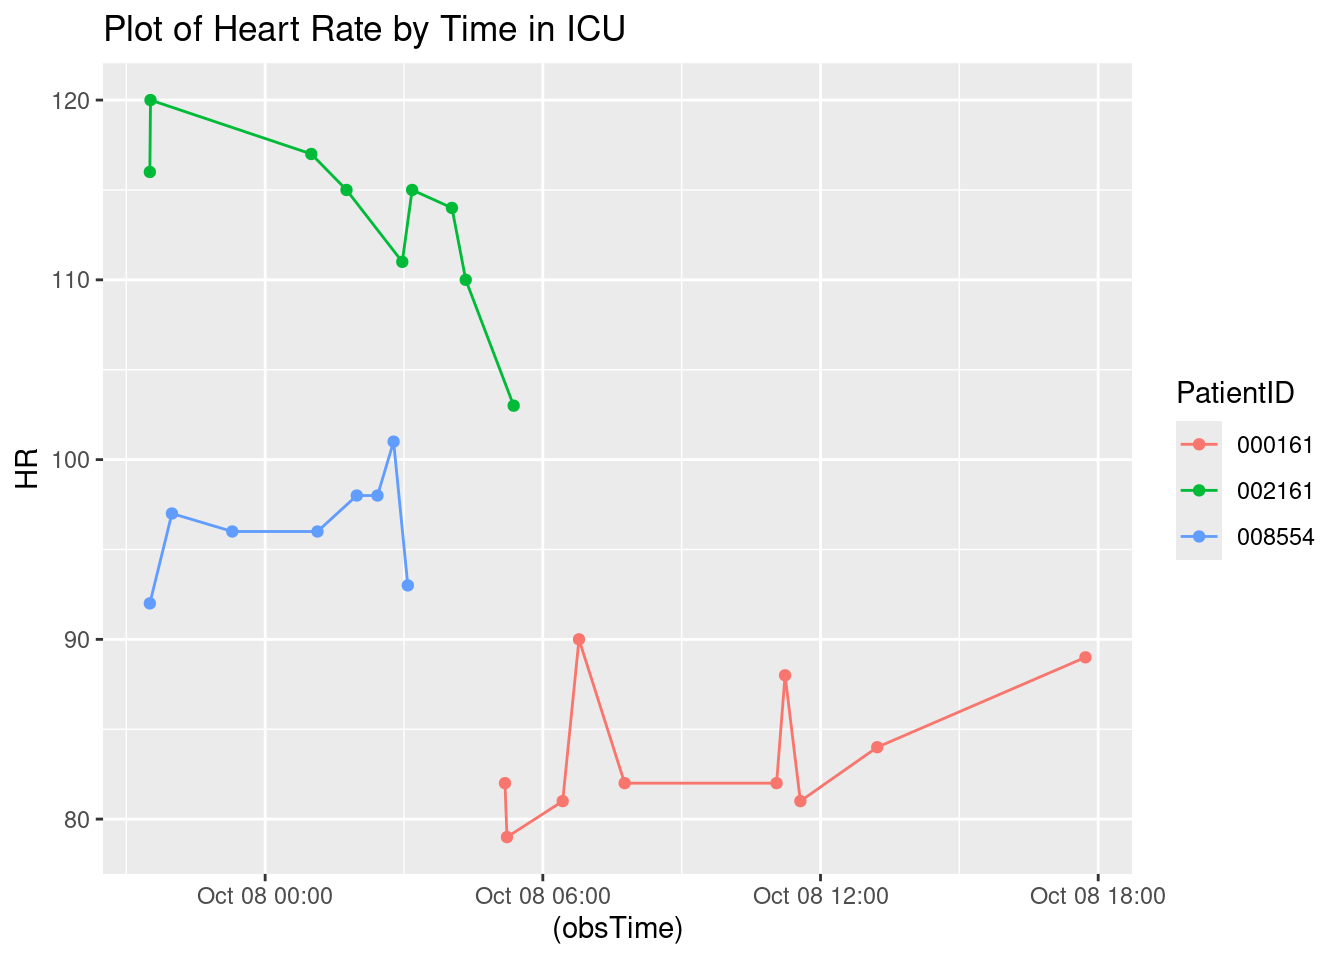 Plot of Heart Rate by Time in ICU
120
110
100
90
80
HR
Oct 08 00:00
Oct 08 06:00
Oct 08 12:00
Oct 08 18:00
(obsTime)
PatientID
000161
002161
008554